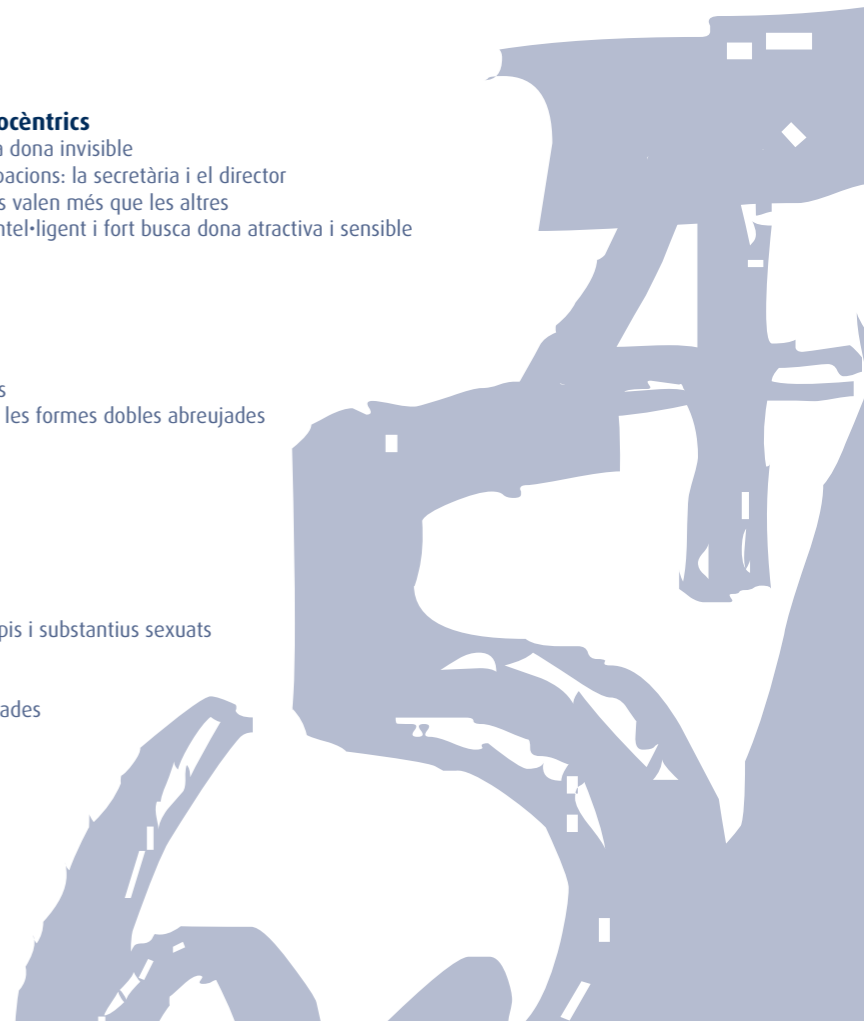 ocèntrics
a dona invisible
pacions: la secretària i el director
s valen més que les altres
ntel•ligent i fort busca dona atractiva i sensible
s
les formes dobles abreujades
pis i substantius sexuats
ades